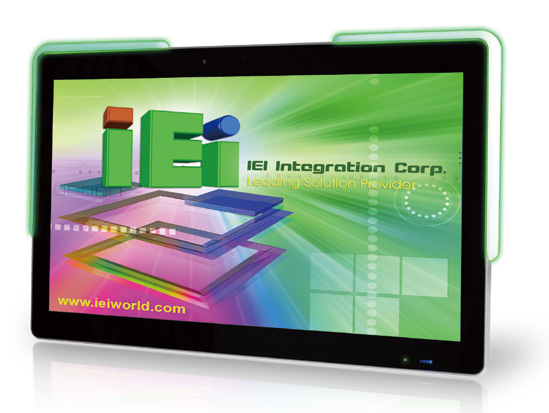 iEi
IEI Integration Corp.
Leading Solution Provider
www.ieiworld.com